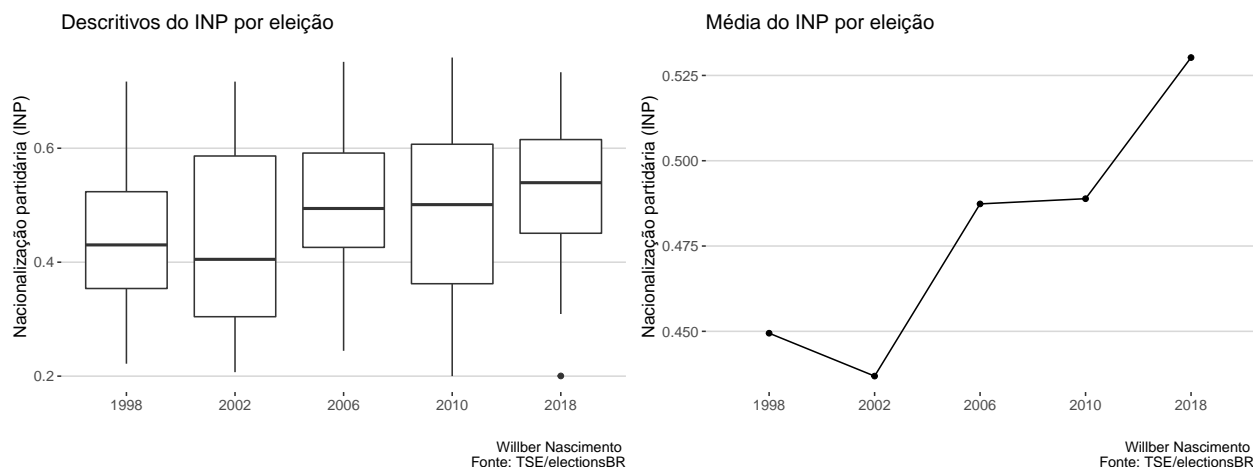 Descritivos do INP por eleição
Nacionalização partidária (INP)
0.6
0.4
0.2
1998
2002
2006
2010
2018
Willber Nascimento
Fonte: TSE/electionsBR
Média do INP por eleição
Nacionalização partidária (INP)
0.525
0.500
0.475
0.450
1998
2002
2006
2010
2018
Willber Nascimento
Fonte: TSE/electionsBR